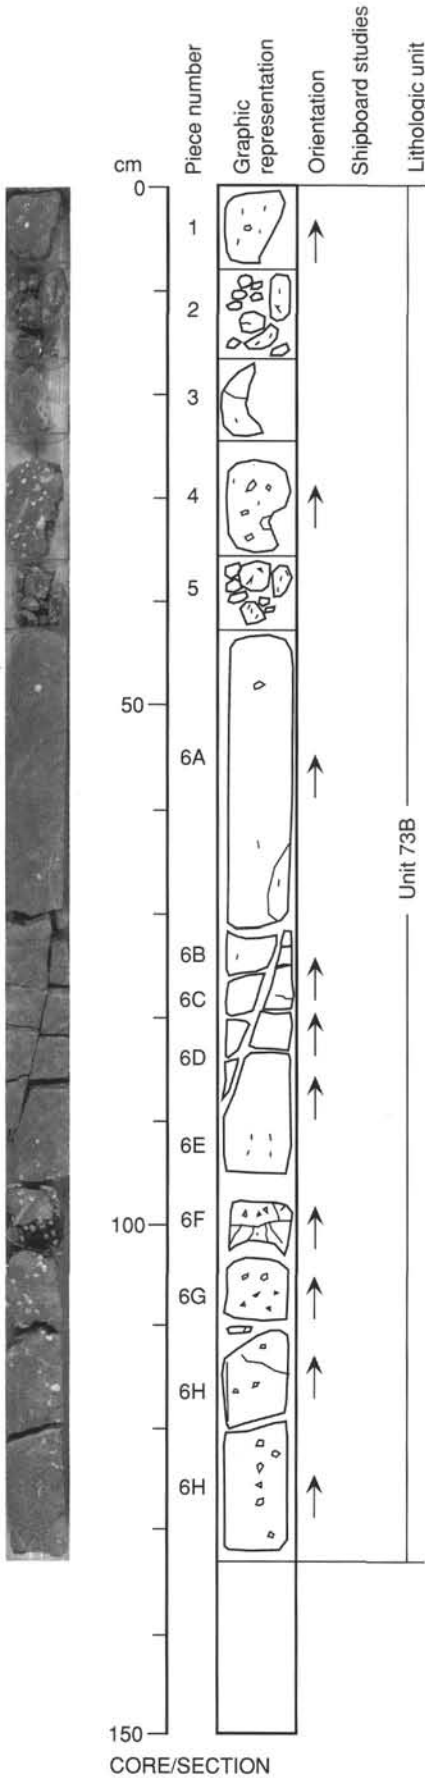 cm
Piece number
Graphic
representation
Orientation
Shipboard studies
Lithologic unit
0
1
2
3
4
5
50
6A
6B
6C
6D
6E
100
6F
6G
6H
6H
150
Unit 73B
CORE/SECTION